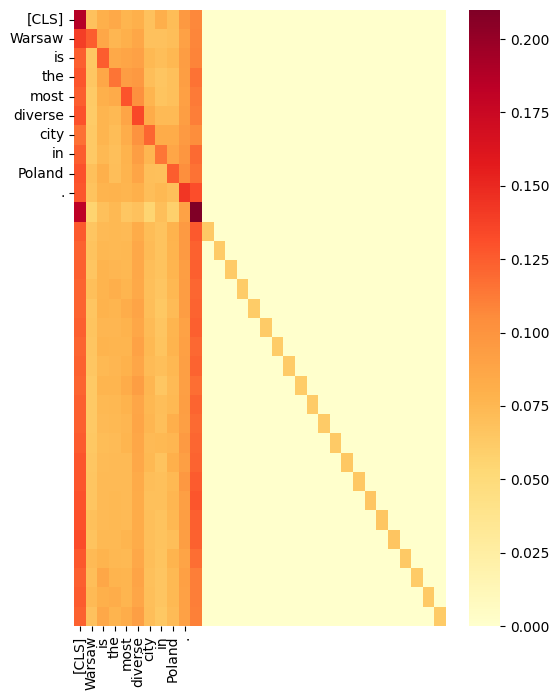 [CLS]
Warsaw
is
the
most
diverse
city
in
Poland
.
[CLS]
Warsaw
is
the
most
diverse
city
in
Poland
.
0.200
0.175
0.150
0.125
0.100
0.075
0.050
0.025
0.000